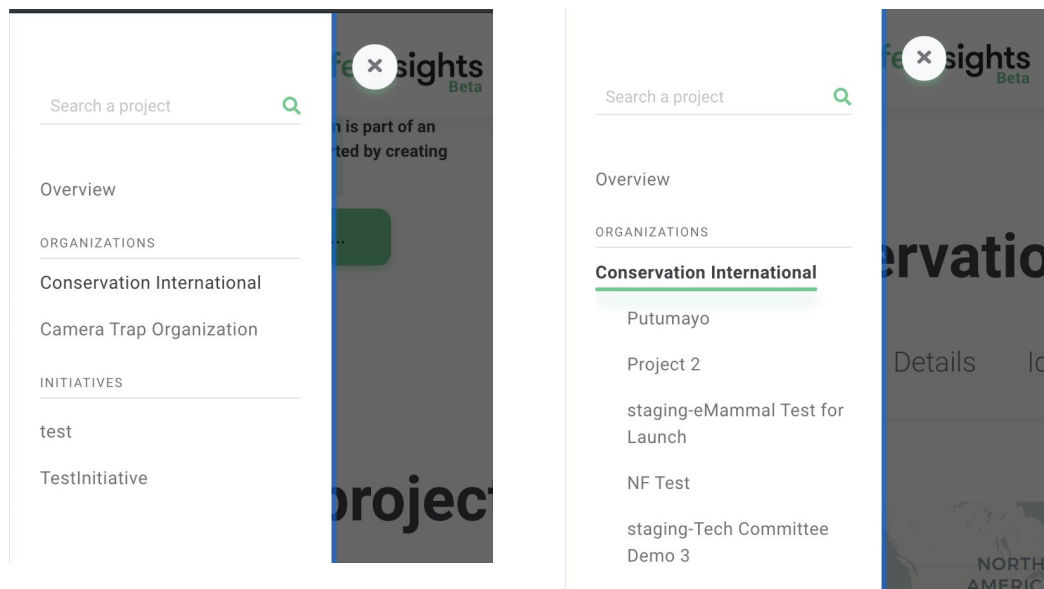 Search a project
Overview
ORGANIZATIONS
Conservation International
Camera Trap Organization
INITIATIVES
test
TestInitiative
sights
Beta
n is part of an
rted by creating
...
project
Search a project
Overview
ORGANIZATIONS
Conservation International
Putumayo
Project 2
staging-eMammal Test for
Launch
NF Test
staging-Tech Committee
Demo 3
sights
Beta
ervatio
Details
NORTH
AMERIC